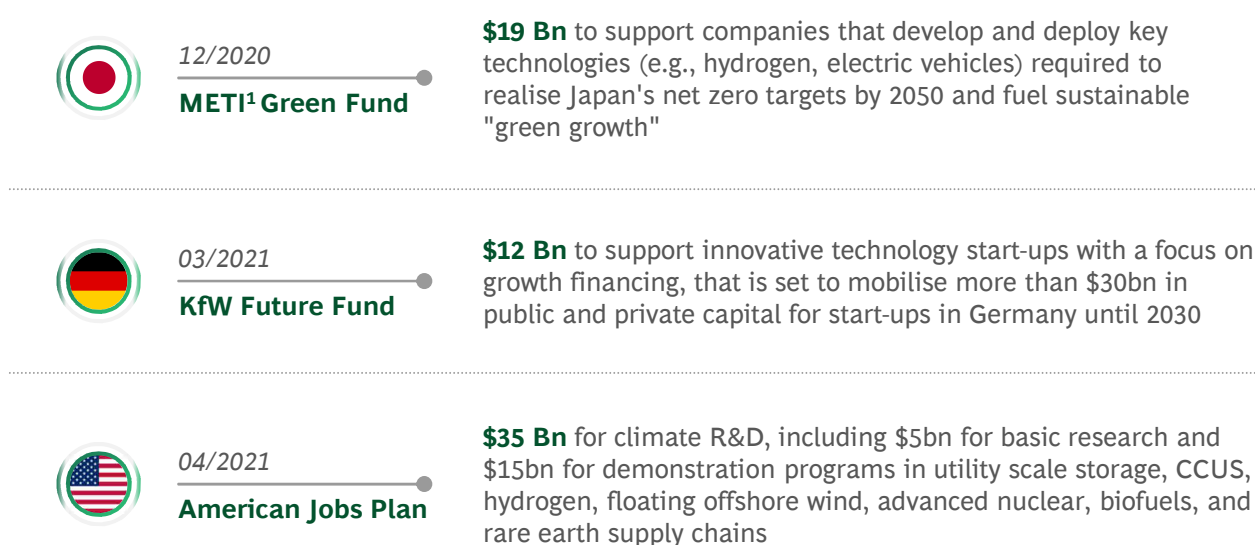 12/2020
METI¹ Green Fund
$19 Bn to support companies that develop and deploy key
technologies (e.g., hydrogen, electric vehicles) required to
realise Japan's net zero targets by 2050 and fuel sustainable
"green growth"
03/2021
KfW Future Fund
$12 Bn to support innovative technology start-ups with a focus on
growth financing, that is set to mobilise more than $30bn in
public and private capital for start-ups in Germany until 2030
04/2021
American Jobs Plan
$35 Bn for climate R&D, including $5bn for basic research and
$15bn for demonstration programs in utility scale storage, CCUS,
hydrogen, floating offshore wind, advanced nuclear, biofuels, and
rare earth supply chains